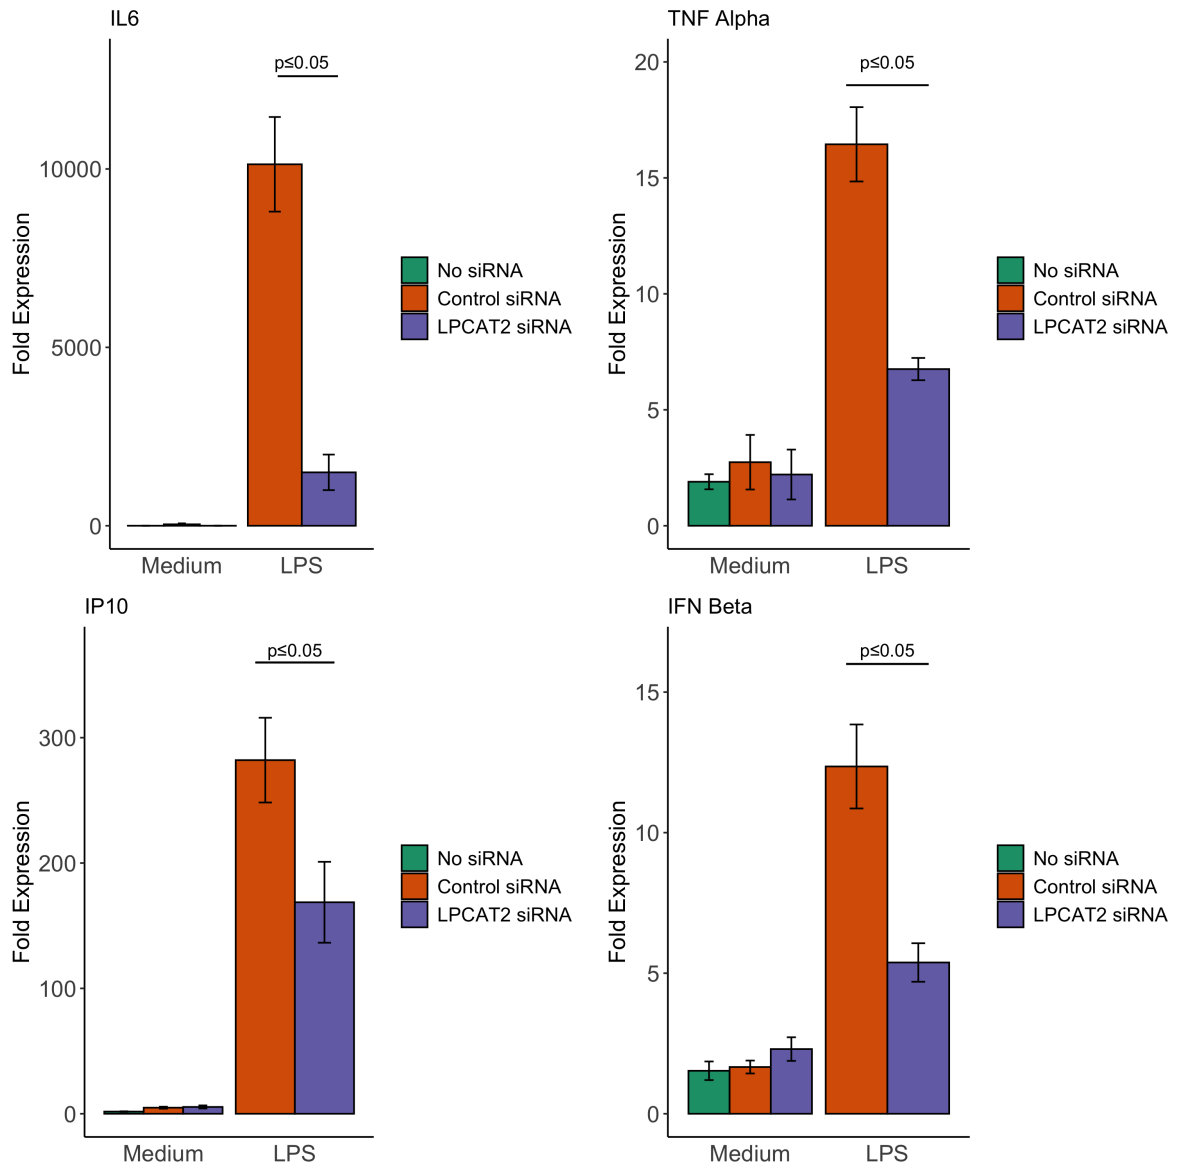 IL6
p≤0.05
10000
5000
0
Fold Expression
Medium
LPS
No siRNA
Control siRNA
LPCAT2 siRNA
TNF Alpha
p≤0.05
20
15
10
5
0
Fold Expression
Medium
LPS
No siRNA
Control siRNA
LPCAT2 siRNA
IP10
p≤0.05
300
200
100
0
Fold Expression
Medium
LPS
No siRNA
Control siRNA
LPCAT2 siRNA
IFN Beta
p≤0.05
15
10
5
0
Fold Expression
Medium
LPS
No siRNA
Control siRNA
LPCAT2 siRNA